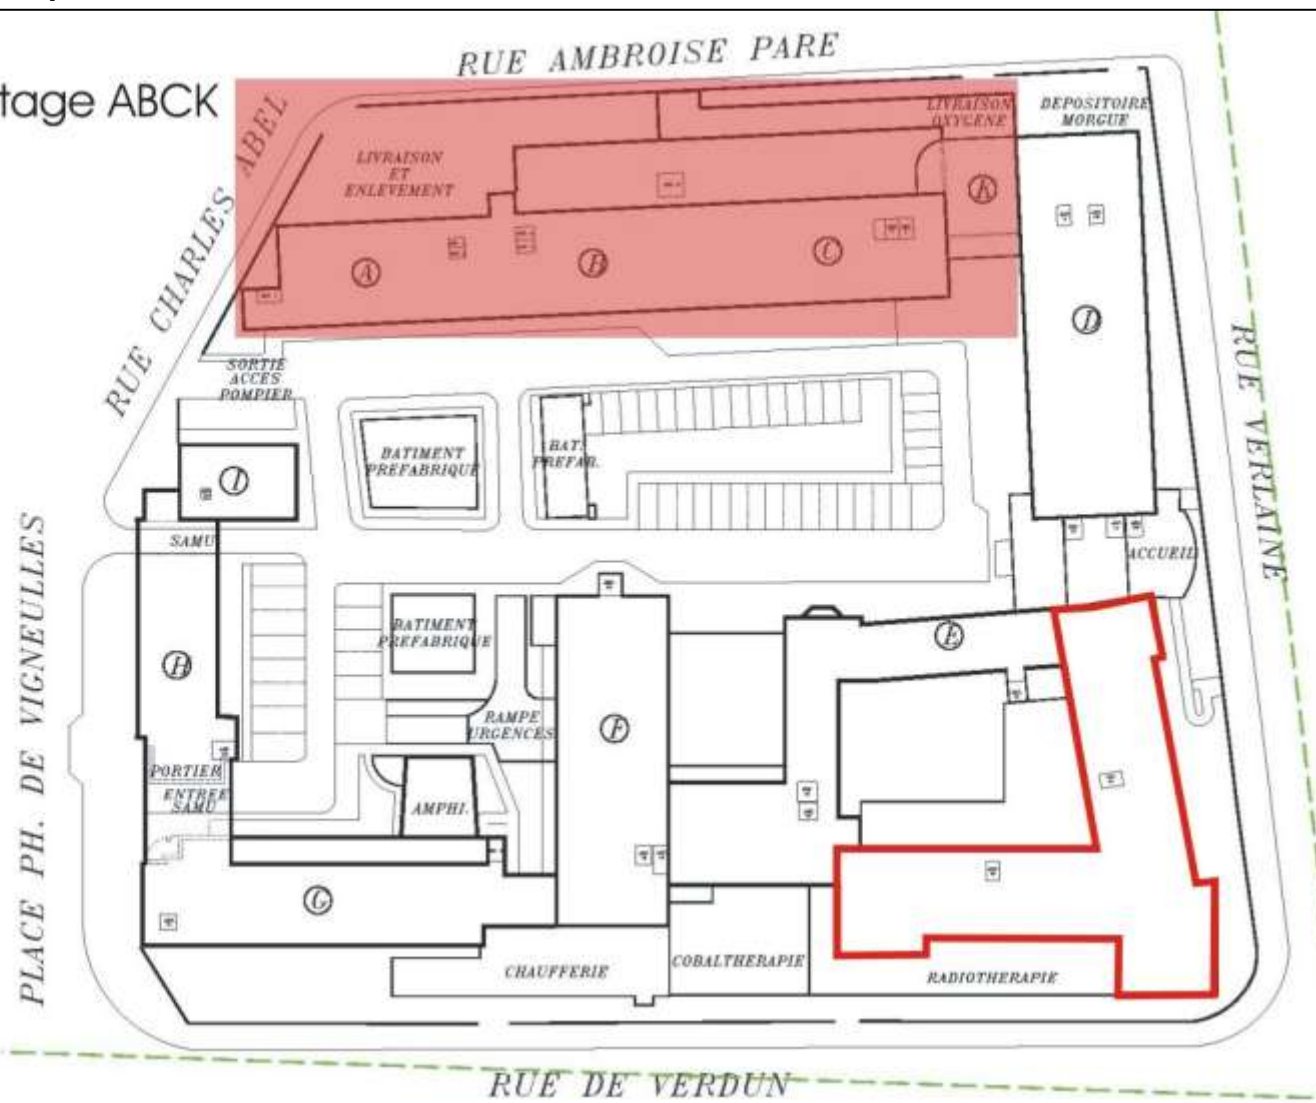 RUE AMBROISE PARE
tage ABCK
RUE CHARLES ABEL
LIVRAISON
OXYGENE
DEPOSITOIRE
MORGUE
LIVRAISON
ET
ENLEVEMENT
K
A
B
C
D
RUE VERLAINE
SORTIE
ACCES
POMPIER
BATIMENT
PREFABRIQUE
BAT.
PREFAB.
I
SAMU
ACCUEIL
PLACE PH. DE VIGNEULLES
BATIMENT
PREFABRIQUE
E
H
RAMPE
URGENCES
F
PORTIER
ENTREE
SAMU
AMPHI.
G
CHAUFFERIE
COBALTHERAPIE
RADIOTHERAPIE
RUE DE VERDUN